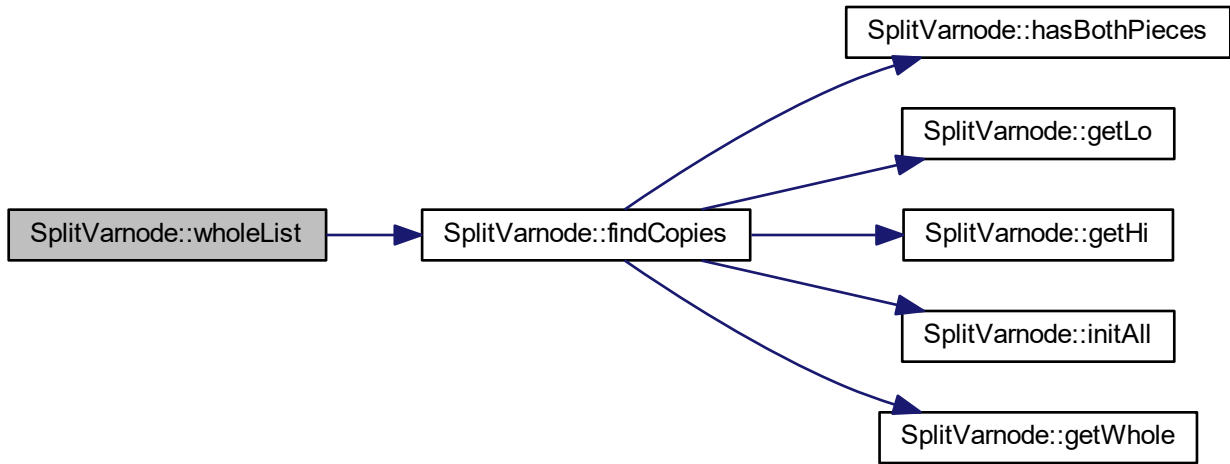 SplitVarnode::wholeList
SplitVarnode::findCopies
SplitVarnode::hasBothPieces
SplitVarnode::getLo
SplitVarnode::getHi
SplitVarnode::initAll
SplitVarnode::getWhole